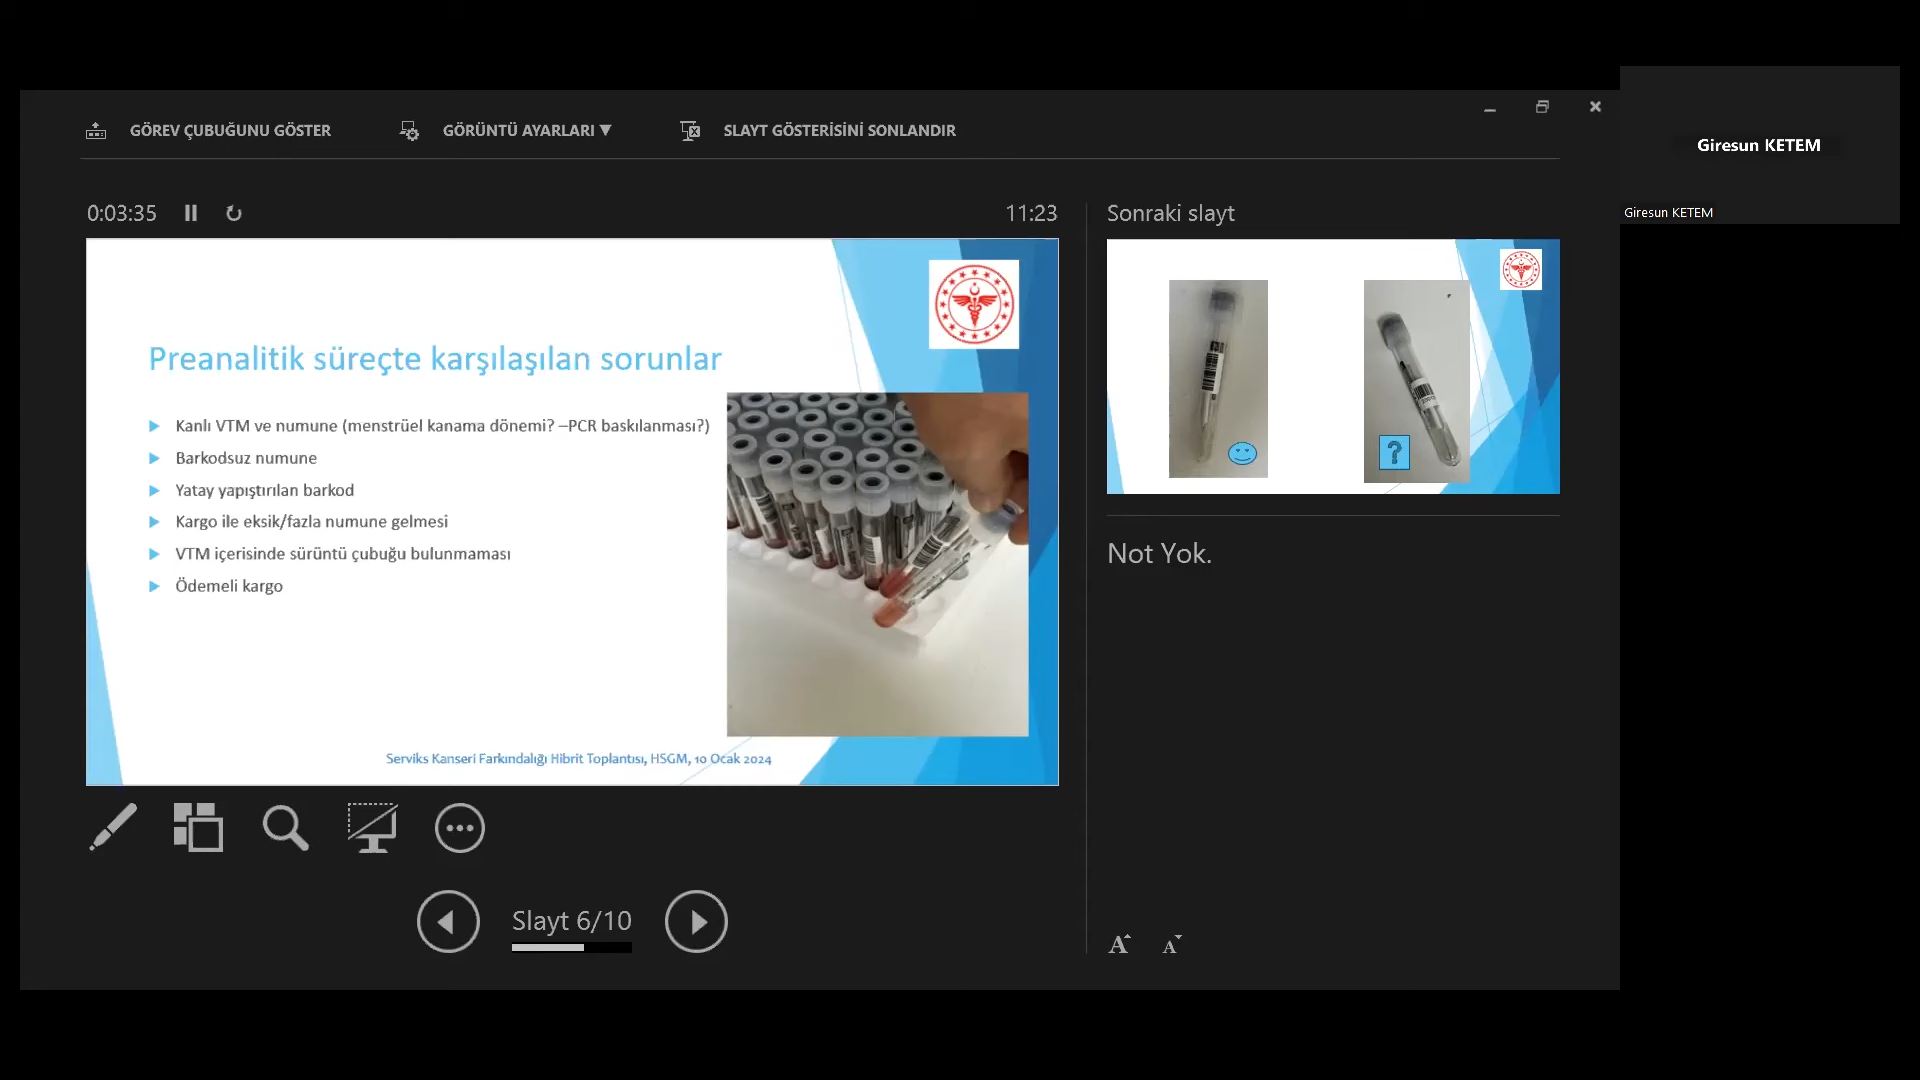 GÖREV ÇUBUĞUNU GÖSTER
GÖRÜNTÜ AYARLARI ▼
SLAYT GÖSTERİSİNİ SONLANDIR
Giresun KETEM
Giresun KETEM
0:03:35
11:23
Sonraki slayt
Preanalitik süreçte karşılaşılan sorunlar
Kanlı VTM ve numune (menstrüel kanama dönemi? –PCR baskılanması?)
Barkodsuz numune
Yatay yapıştırılan barkod
Kargo ile eksik/fazla numune gelmesi
VTM içerisinde sürüntü çubuğu bulunmaması
Ödemeli kargo
Serviks Kanseri Farkındalığı Hibrit Toplantısı, HSGM, 10 Ocak 2024
?
Not Yok.
Slayt 6/10
A A